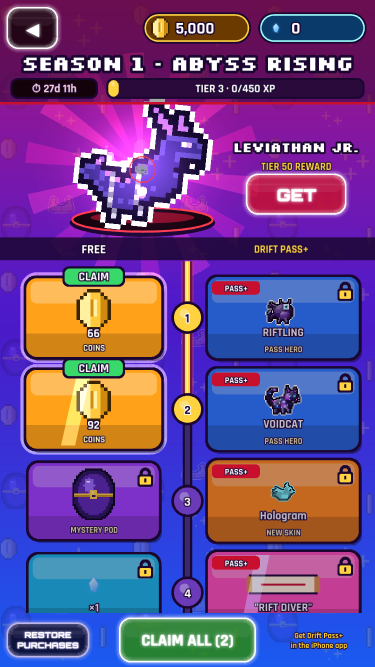 5,000
0
SEASON 1 - ABYSS RISING
27d 11h
TIER 3 · 0/450 XP
LEVIATHAN JR.
TIER 50 REWARD
GET
FREE
DRIFT PASS+
CLAIM
66
COINS
1
PASS+
RIFTLING
PASS HERO
CLAIM
92
COINS
2
PASS+
VOIDCAT
PASS HERO
MYSTERY POD
3
PASS+
Hologram
NEW SKIN
×1
4
PASS+
"RIFT DIVER"
RESTORE
PURCHASES
CLAIM ALL (2)
Get Drift Pass+
in the iPhone app